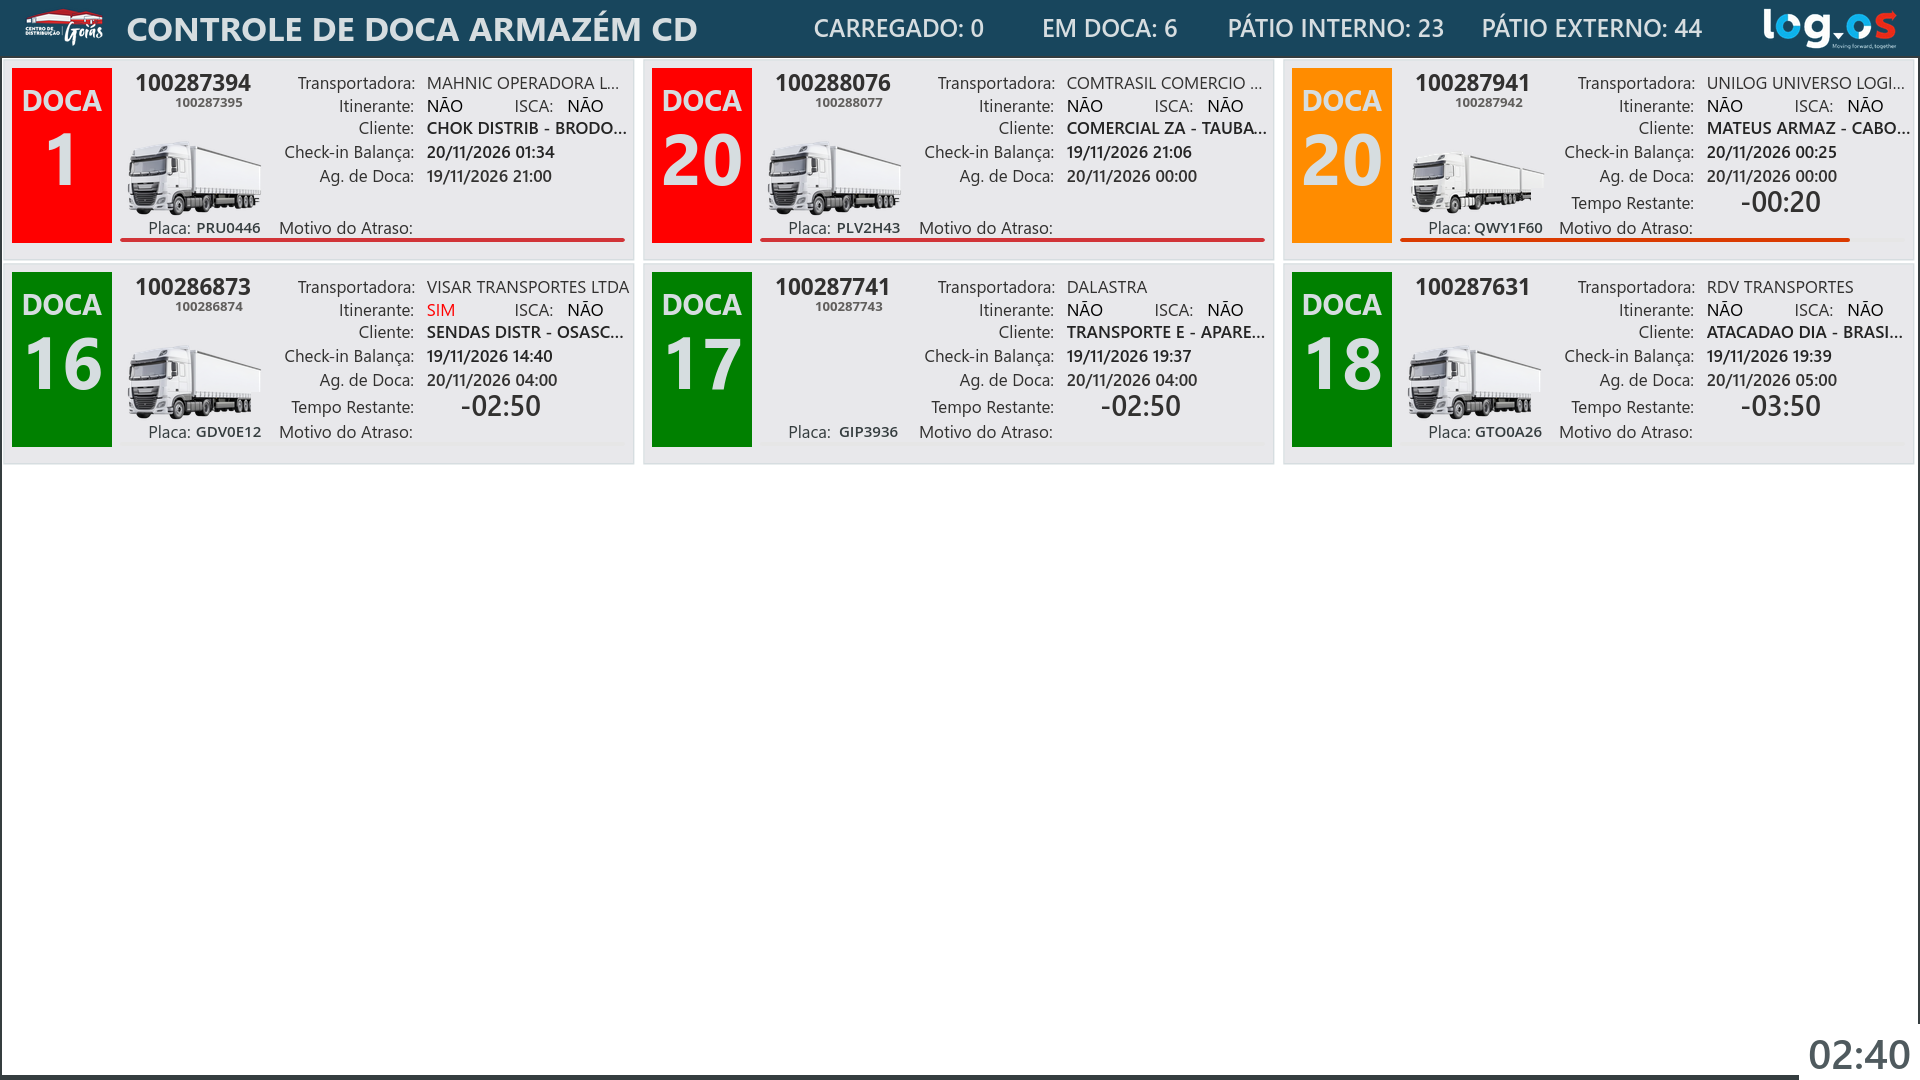 CENTRO DE DISTRIBUIÇÃO Goiás
CONTROLE DE DOCA ARMAZÉM CD
CARREGADO: 0
EM DOCA: 6
PÁTIO INTERNO: 23
PÁTIO EXTERNO: 44
log.os
Moving forward, together
DOCA
1
100287394
100287395
Transportadora: MAHNIC OPERADORA L...
Itinerante: NÃO ISCA: NÃO
Cliente: CHOK DISTRIB - BRODO...
Check-in Balança: 20/11/2026 01:34
Ag. de Doca: 19/11/2026 21:00
Placa: PRU0446 Motivo do Atraso:
DOCA
20
100288076
100288077
Transportadora: COMTRASIL COMERCIO ...
Itinerante: NÃO ISCA: NÃO
Cliente: COMERCIAL ZA - TAUBA...
Check-in Balança: 19/11/2026 21:06
Ag. de Doca: 20/11/2026 00:00
Placa: PLV2H43 Motivo do Atraso:
DOCA
20
100287941
100287942
Transportadora: UNILOG UNIVERSO LOGI...
Itinerante: NÃO ISCA: NÃO
Cliente: MATEUS ARMAZ - CABO...
Check-in Balança: 20/11/2026 00:25
Ag. de Doca: 20/11/2026 00:00
Tempo Restante: -00:20
Placa: QWY1F60 Motivo do Atraso:
DOCA
16
100286873
100286874
Transportadora: VISAR TRANSPORTES LTDA
Itinerante: SIM ISCA: NÃO
Cliente: SENDAS DISTR - OSASC...
Check-in Balança: 19/11/2026 14:40
Ag. de Doca: 20/11/2026 04:00
Tempo Restante: -02:50
Placa: GDV0E12 Motivo do Atraso:
DOCA
17
100287741
100287743
Transportadora: DALASTRA
Itinerante: NÃO ISCA: NÃO
Cliente: TRANSPORTE E - APARE...
Check-in Balança: 19/11/2026 19:37
Ag. de Doca: 20/11/2026 04:00
Tempo Restante: -02:50
Placa: GIP3936 Motivo do Atraso:
DOCA
18
100287631
Transportadora: RDV TRANSPORTES
Itinerante: NÃO ISCA: NÃO
Cliente: ATACADAO DIA - BRASI...
Check-in Balança: 19/11/2026 19:39
Ag. de Doca: 20/11/2026 05:00
Tempo Restante: -03:50
Placa: GTO0A26 Motivo do Atraso:
02:40